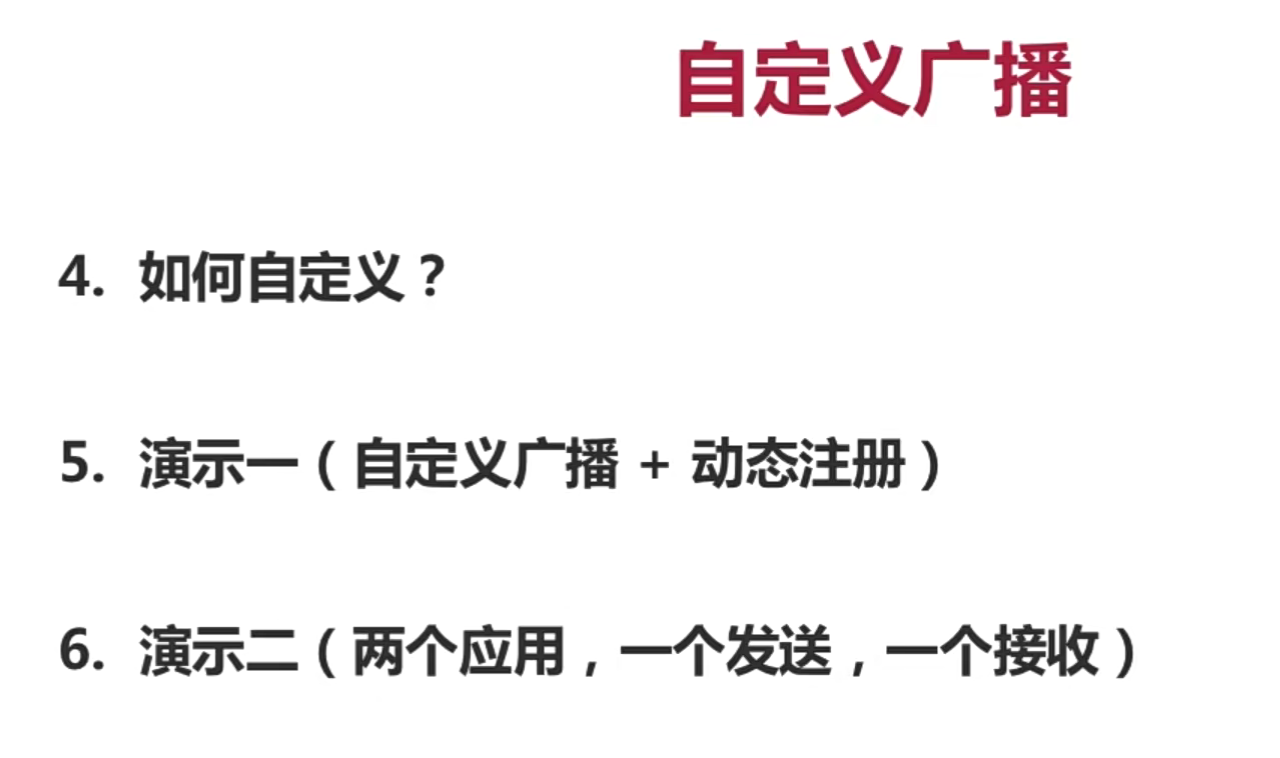 自定义广播
4. 如何自定义？
5. 演示一（自定义广播 + 动态注册）
6. 演示二（两个应用，一个发送，一个接收）